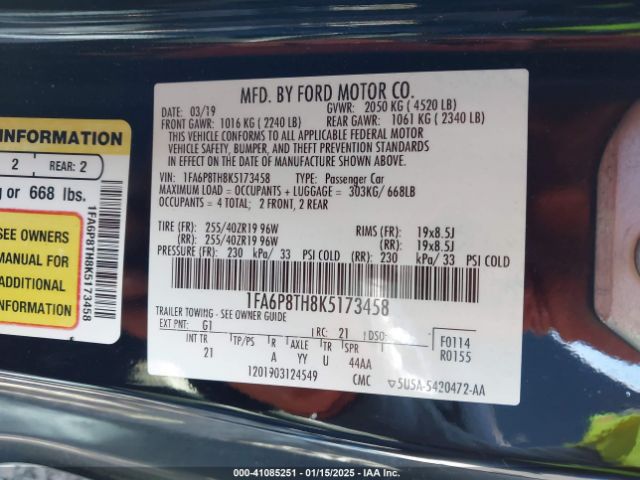 INFORMATION
2 REAR: 2
or 668 lbs.
SEE OWNERS
MANUAL FOR
ADDITIONAL
INFORMATION
1FA6P8TH8K5173458
MFD. BY FORD MOTOR CO.
DATE: 03/19 GVWR: 2050 KG ( 4520 LB)
FRONT GAWR: 1016 KG ( 2240 LB) REAR GAWR: 1061 KG ( 2340 LB)
THIS VEHICLE CONFORMS TO ALL APPLICABLE FEDERAL MOTOR
VEHICLE SAFETY, BUMPER, AND THEFT PREVENTION STANDARDS
IN EFFECT ON THE DATE OF MANUFACTURE SHOWN ABOVE.
VIN: 1FA6P8TH8K5173458 TYPE: Passenger Car
MAXIMUM LOAD = OCCUPANTS + LUGGAGE = 303KG/ 668LB
OCCUPANTS = 4 TOTAL; 2 FRONT, 2 REAR
TIRE (FR): 255/40ZR19 96W RIMS (FR): 19x8.5J
(RR): 255/40ZR19 96W (RR): 19x8.5J
PRESSURE (FR): 230 kPa/ 33 PSI COLD (RR): 230 kPa/ 33 PSI COLD
1FA6P8TH8K5173458
TRAILER TOWING - SEE OWNER GUIDE
EXT PNT: G1 RC: 21 DSO: F0114
INT TR TP/PS R AXLE TR SPR R0155
21 A YY U 44AA
1201903124549 CMC 5U5A-5420472-AA
000-41085251 - 01/15/2025 - IAA Inc.